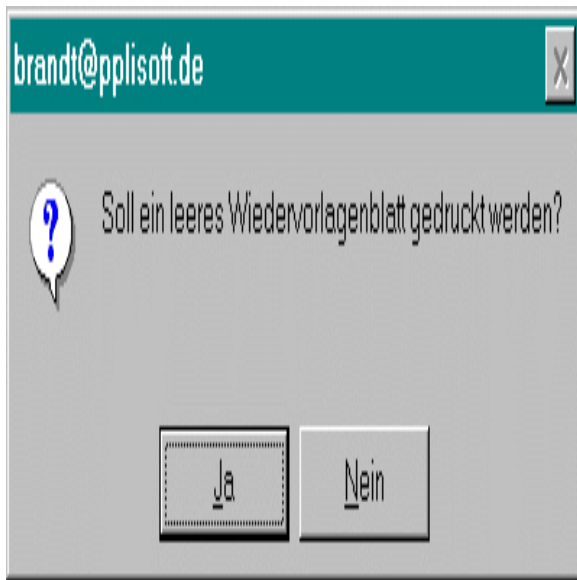 brandt@pplisoft.de
Soll ein leeres Wiedervorlagenblatt gedruckt werden?
Ja
Nein